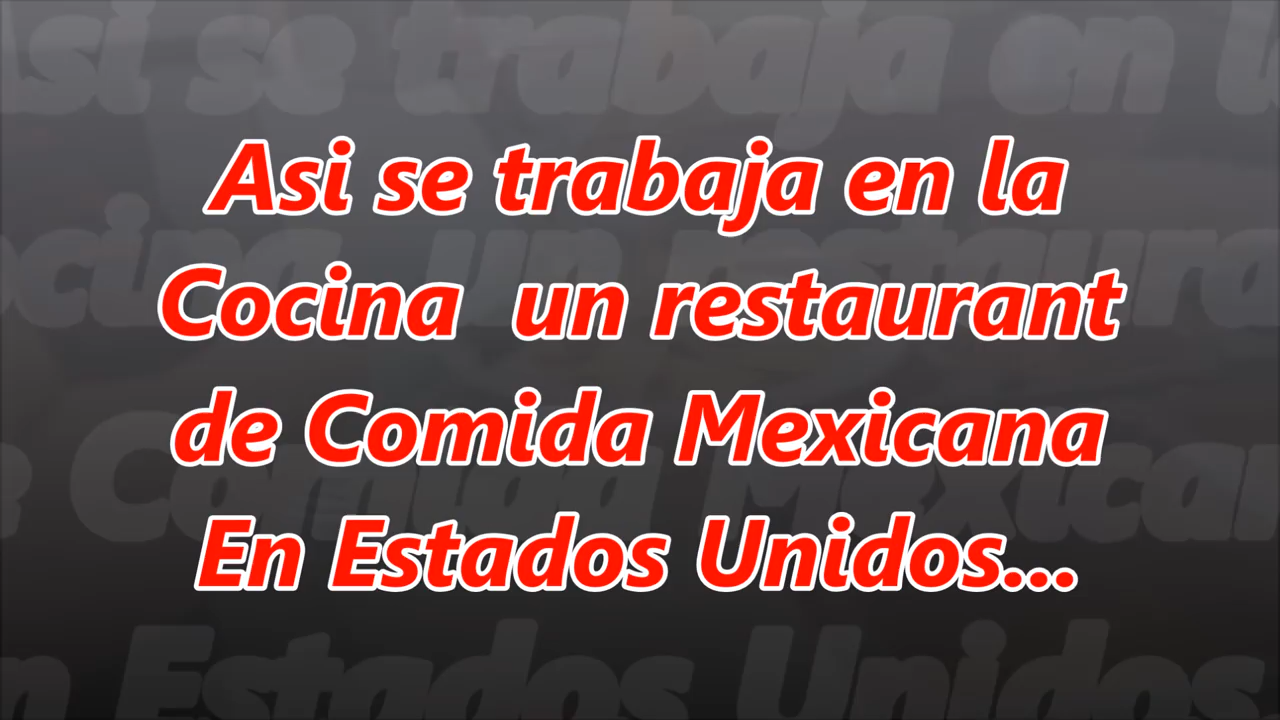 Asi se trabaja en la
Cocina  un restaurant
de Comida Mexicana
En Estados Unidos...